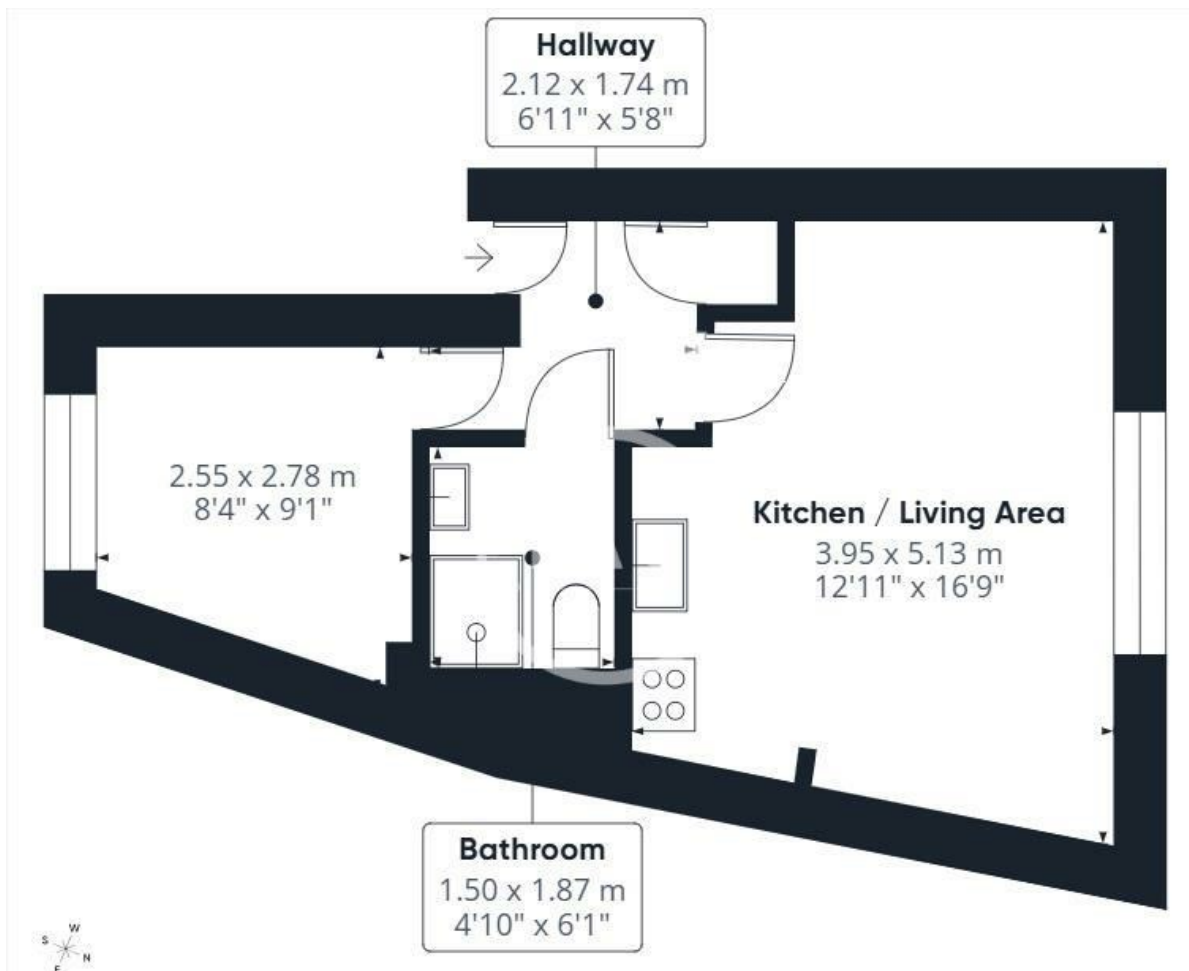 Hallway
2.12 x 1.74 m
6'11" x 5'8"
2.55 x 2.78 m
8'4" x 9'1"
Kitchen / Living Area
3.95 x 5.13 m
12'11" x 16'9"
Bathroom
1.50 x 1.87 m
4'10" x 6'1"
W
S
N
E